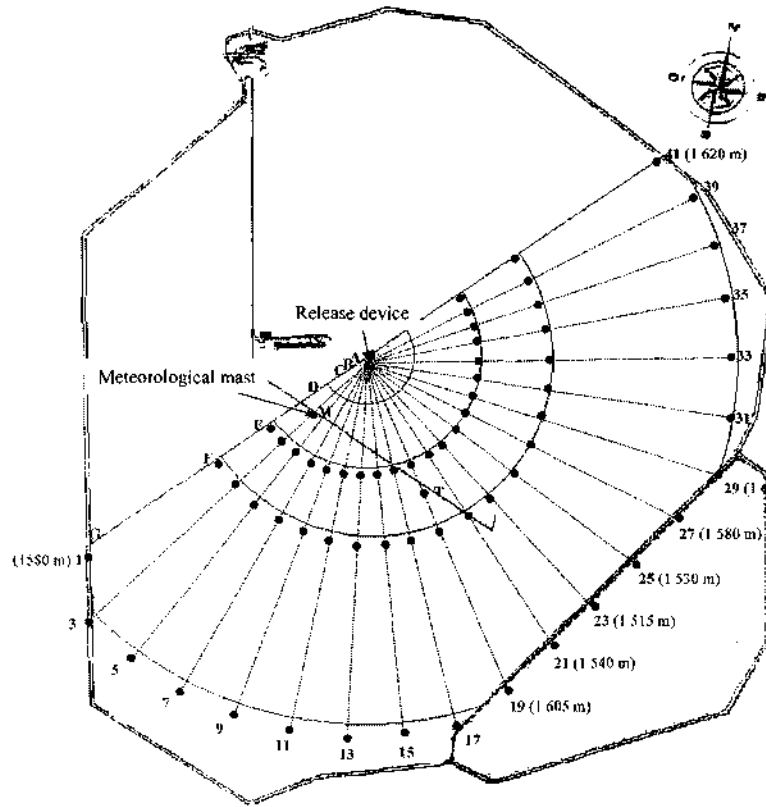 41 (1 620 m)
39
37
35
Release device
33
C B A
Meteorological mast
D
M
31
E
F
T
29 (1
G
27 (1 580 m)
(1580 m) 1
25 (1 530 m)
3
23 (1 515 m)
5
21 (1 540 m)
7
19 (1 605 m)
9
11
13
15
17